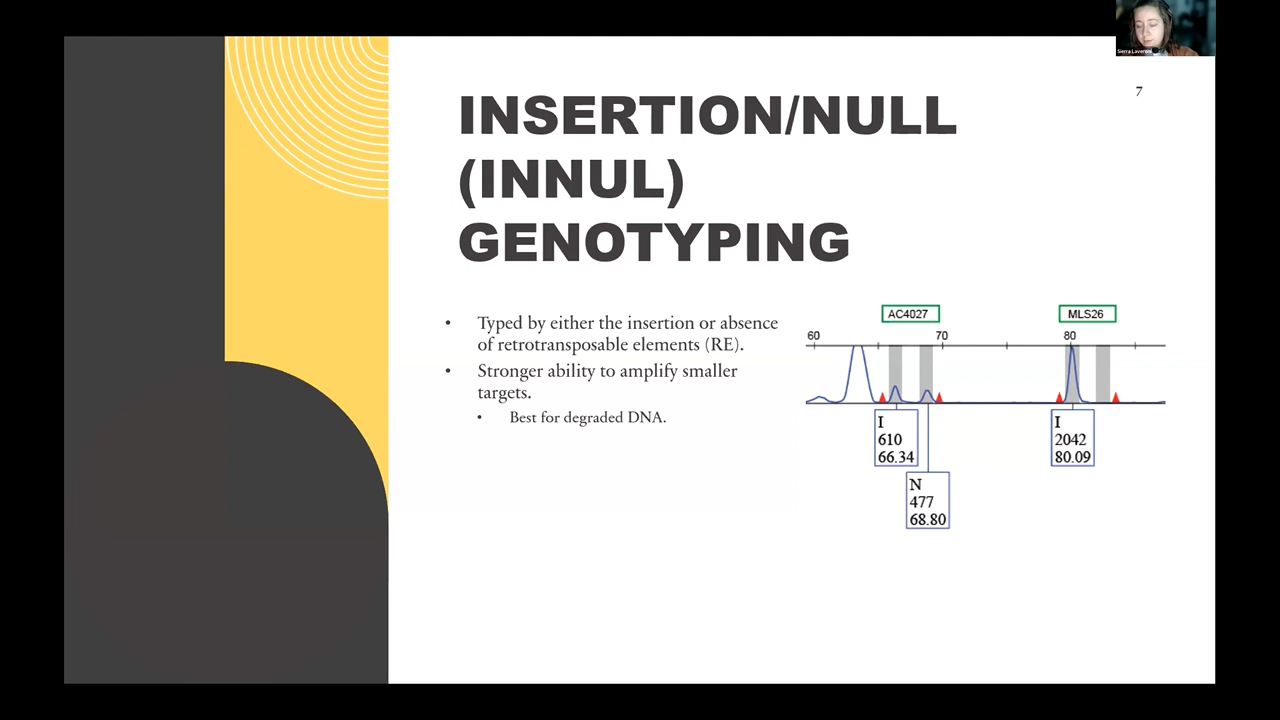 Sierra Laveroni
7
INSERTION/NULL
(INNUL)
GENOTYPING
• Typed by either the insertion or absence
of retrotransposable elements (RE).
• Stronger ability to amplify smaller
targets.
• Best for degraded DNA.
AC4027
MLS26
60
70
80
I
610
66.34
N
477
68.80
I
2042
80.09